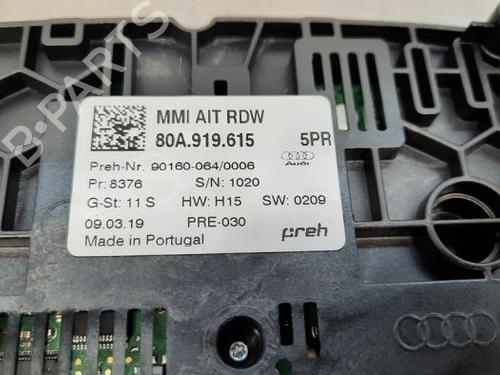 B-PARTS
MMI AIT RDW
80A.919.615 5PR
Preh-Nr. 90160-064/0006
Audi
Pr: 8376 S/N: 1020
G-St: 11 S HW: H15 SW: 0209
09.03.19 PRE-030
Made in Portugal
preh